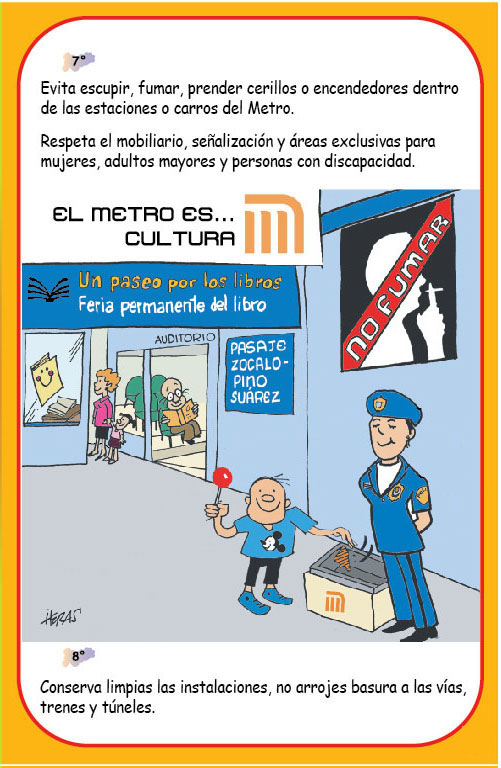 7°
Evita escupir, fumar, prender cerillos o encendedores dentro
de las estaciones o carros del Metro.
Respeta el mobiliario, señalización y áreas exclusivas para
mujeres, adultos mayores y personas con discapacidad.
EL METRO ES...
CULTURA
Un paseo por los libros
Feria permanente del libro
NO FUMAR
AUDITORIO
PASAJE
ZOCALO-
PINO
SUÁREZ
HERAS
8°
Conserva limpias las instalaciones, no arrojes basura a las vías,
trenes y túneles.